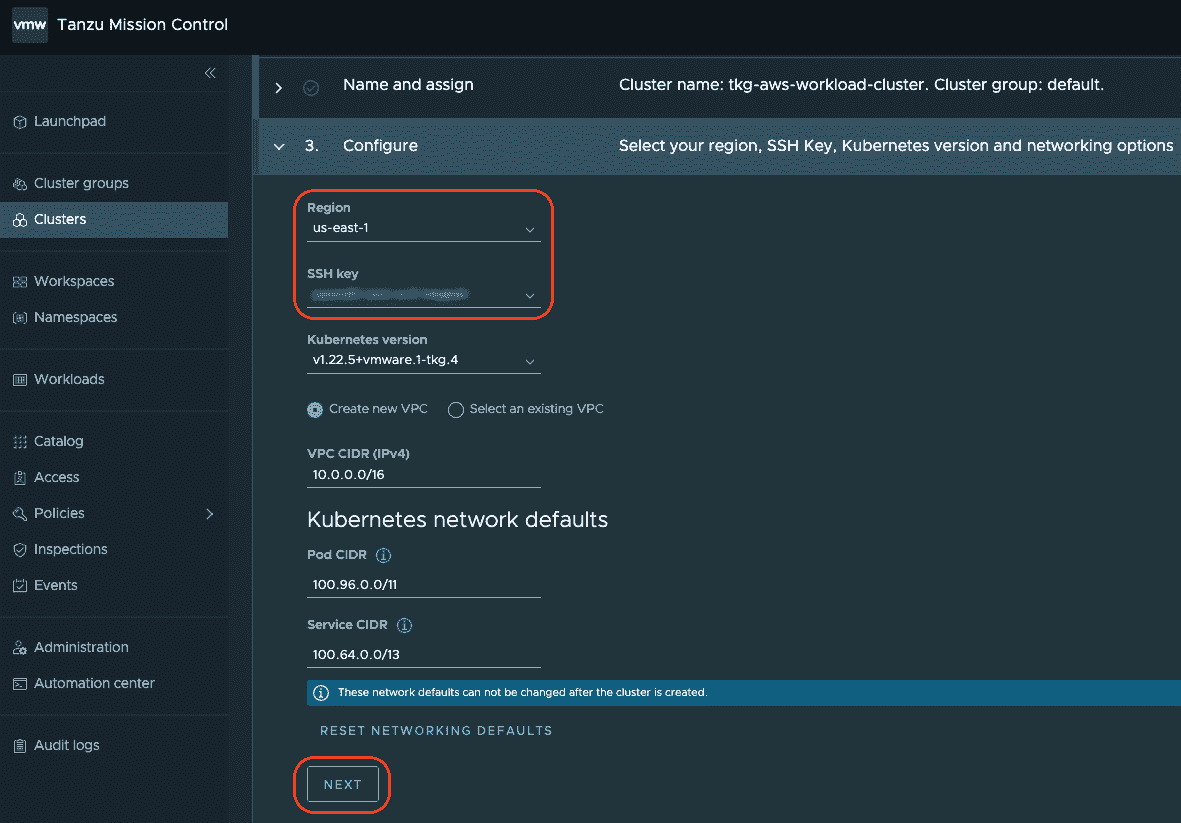 vmw Tanzu Mission Control
Launchpad
Cluster groups
Clusters
Workspaces
Namespaces
Workloads
Catalog
Access
Policies
Inspections
Events
Administration
Automation center
Audit logs
Name and assign Cluster name: tkg-aws-workload-cluster. Cluster group: default.
3. Configure Select your region, SSH Key, Kubernetes version and networking options
Region
us-east-1
SSH key
Kubernetes version
v1.22.5+vmware.1-tkg.4
Create new VPC Select an existing VPC
VPC CIDR (IPv4)
10.0.0.0/16
Kubernetes network defaults
Pod CIDR
100.96.0.0/11
Service CIDR
100.64.0.0/13
These network defaults can not be changed after the cluster is created.
RESET NETWORKING DEFAULTS
NEXT